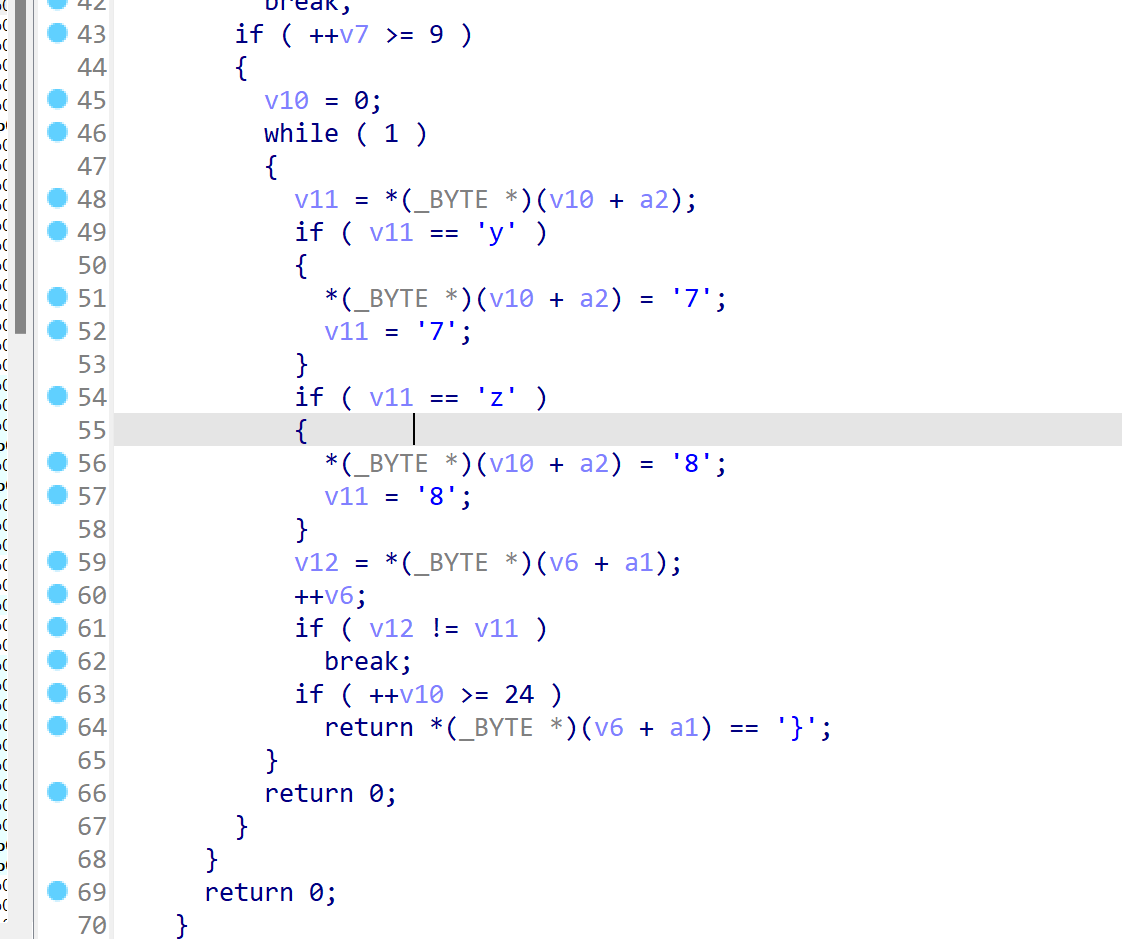 42 break;
43 if ( ++v7 >= 9 )
44 {
45 v10 = 0;
46 while ( 1 )
47 {
48 v11 = *(_BYTE *)(v10 + a2);
49 if ( v11 == 'y' )
50 {
51 *(_BYTE *)(v10 + a2) = '7';
52 v11 = '7';
53 }
54 if ( v11 == 'z' )
55 {
56 *(_BYTE *)(v10 + a2) = '8';
57 v11 = '8';
58 }
59 v12 = *(_BYTE *)(v6 + a1);
60 ++v6;
61 if ( v12 != v11 )
62 break;
63 if ( ++v10 >= 24 )
64 return *(_BYTE *)(v6 + a1) == '}';
65 }
66 return 0;
67 }
68 }
69 return 0;
70 }